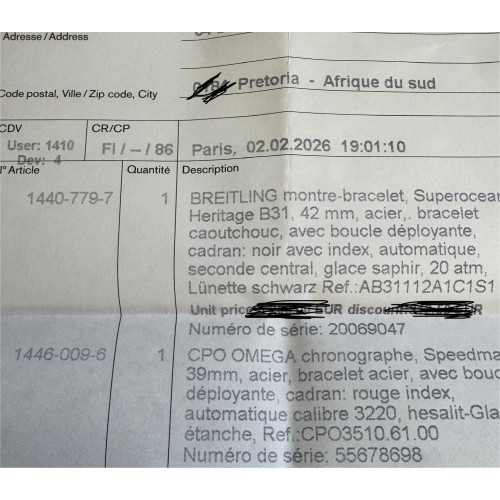 Adresse / Address
Pretoria - Afrique du sud
Code postal, Ville / Zip code, City
CDV
CR/CP
User: 1410
Dev: 4
FI / -- / 86
Paris, 02.02.2026 19:01:10
N° Article
Quantité
Description
1440-779-7
1
BREITLING montre-bracelet, Superocean
Heritage B31, 42 mm, acier,. bracelet
caoutchouc, avec boucle déployante,
cadran: noir avec index, automatique,
seconde central, glace saphir, 20 atm,
Lünette schwarz Ref.:AB31112A1C1S1
Unit price EUR discount
Numéro de série: 20069047
1446-009-6
1
CPO OMEGA chronographe, Speedma
39mm, acier, bracelet acier, avec bouc
déployante, cadran: rouge index,
automatique calibre 3220, hesalit-Gla
étanche, Ref.:CPO3510.61.00
Numéro de série: 55678698